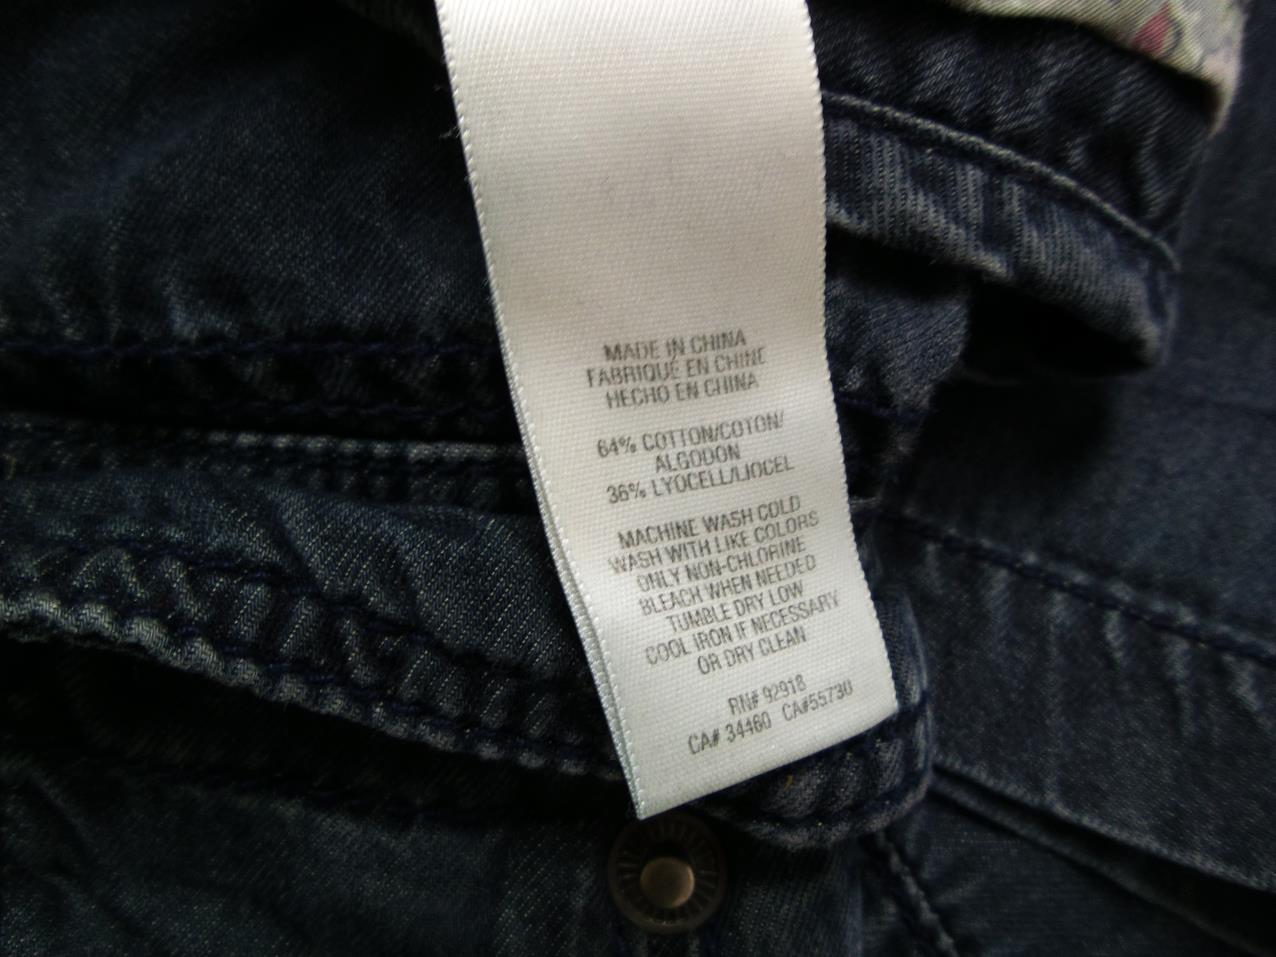 MADE IN CHINA
FABRIQUÉ EN CHINE
HECHO EN CHINA
64% COTTON/COTON/
ALGODON
36% LYOCELL/LIOCEL
MACHINE WASH COLD
WASH WITH LIKE COLORS
ONLY NON-CHLORINE
BLEACH WHEN NEEDED
TUMBLE DRY LOW
COOL IRON IF NECESSARY
OR DRY CLEAN
RN# 92918
CA# 34460 CA#55730